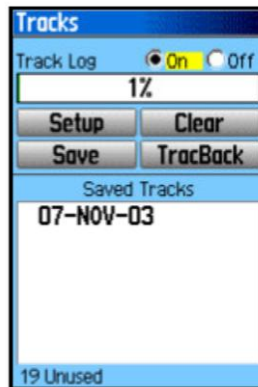 Tracks
Track Log On Off
1%
Setup Clear
Save TracBack
Saved Tracks
07-NOV-03
19 Unused